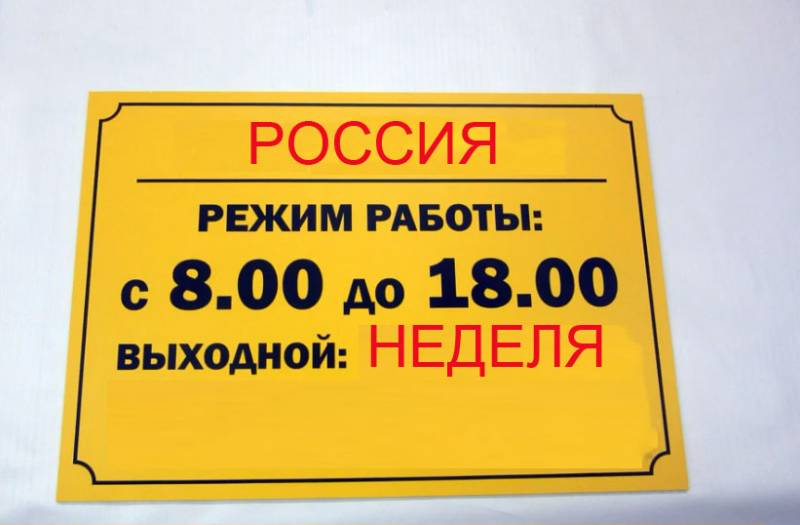 РОССИЯ
РЕЖИМ РАБОТЫ:
с 8.00 до 18.00
ВЫХОДНОЙ: НЕДЕЛЯ